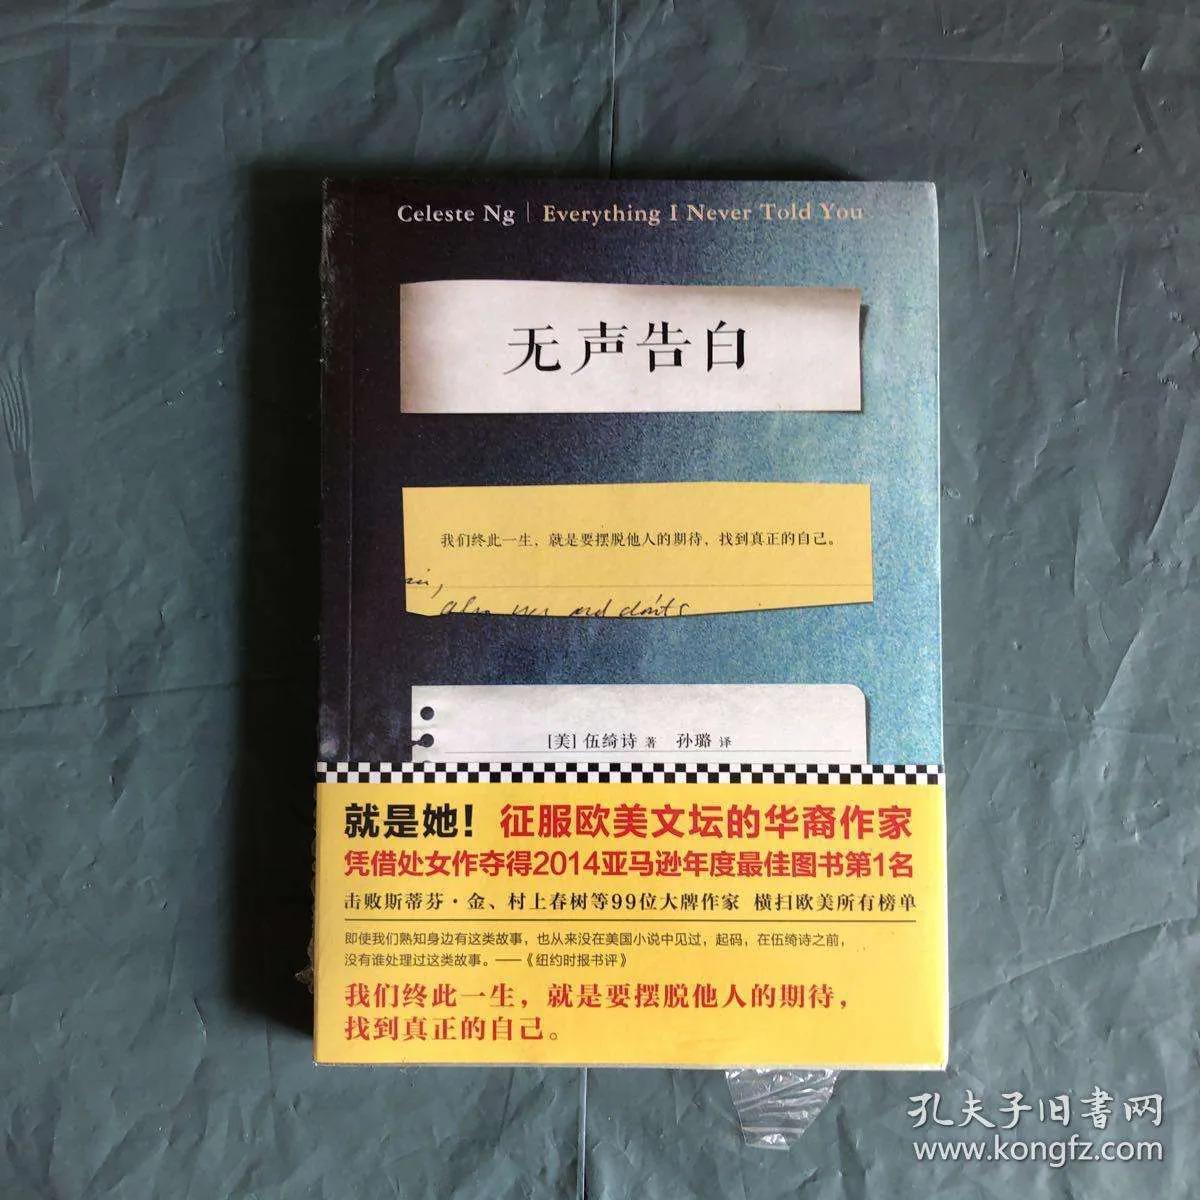 Celeste Ng | Everything I Never Told You
无声告白
我们终此一生，就是要摆脱他人的期待，找到真正的自己。
and don'ts
[美] 伍绮诗 著 孙璐 译
就是她！征服欧美文坛的华裔作家
凭借处女作夺得2014亚马逊年度最佳图书第1名
击败斯蒂芬·金、村上春树等99位大牌作家 横扫欧美所有榜单
即使我们熟知身边有这类故事，也从来没在美国小说中见过，起码，在伍绮诗之前，
没有谁处理过这类故事。——《纽约时报书评》
我们终此一生，就是要摆脱他人的期待，
找到真正的自己。
孔夫子旧書网
www.kongfz.com